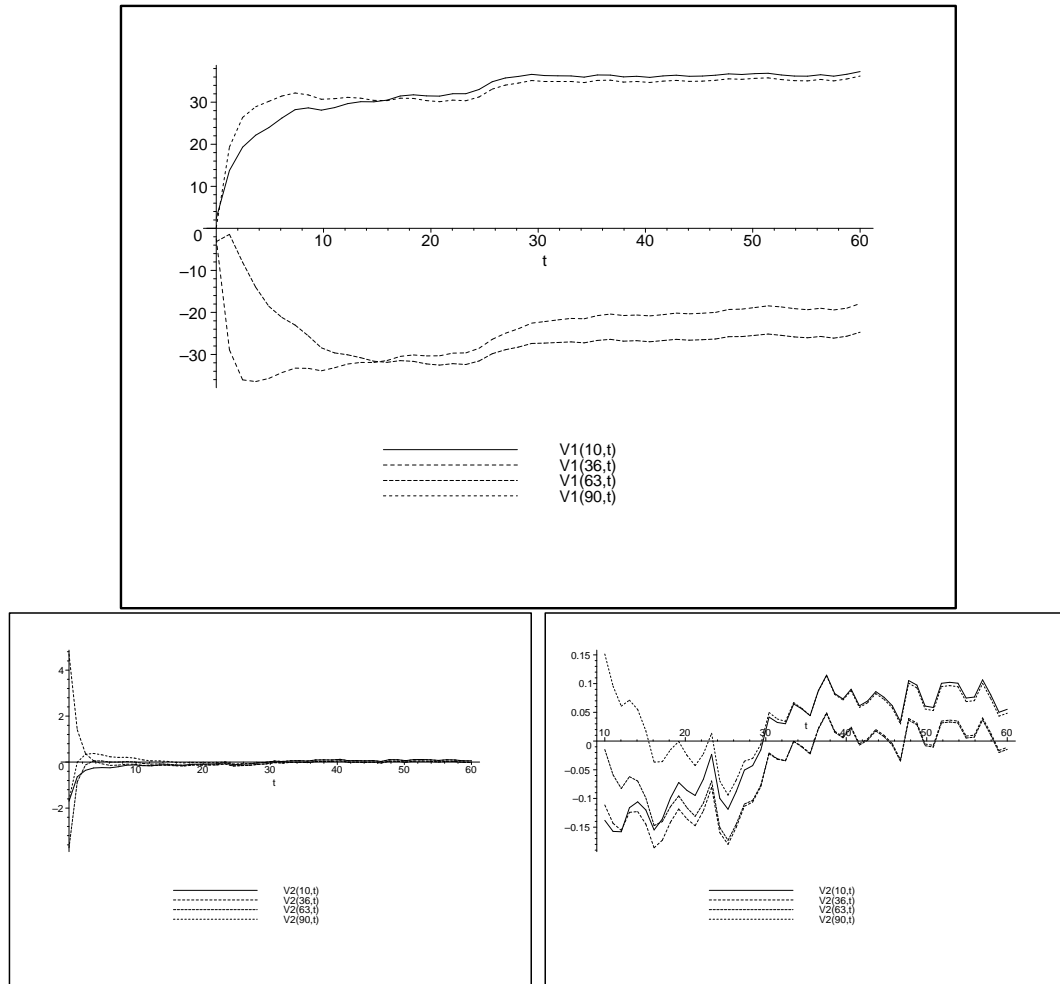 30
20
10
0
10 20 30 40 50 60
t
–10
–20
–30
V1(10,t)
V1(36,t)
V1(63,t)
V1(90,t)
4
2
0
10 20 30 40 50 60
t
–2
V2(10,t)
V2(36,t)
V2(63,t)
V2(90,t)
0.15
0.1
0.05
10 20 30 40 50 60
t
0
–0.05
–0.1
–0.15
V2(10,t)
V2(36,t)
V2(63,t)
V2(90,t)